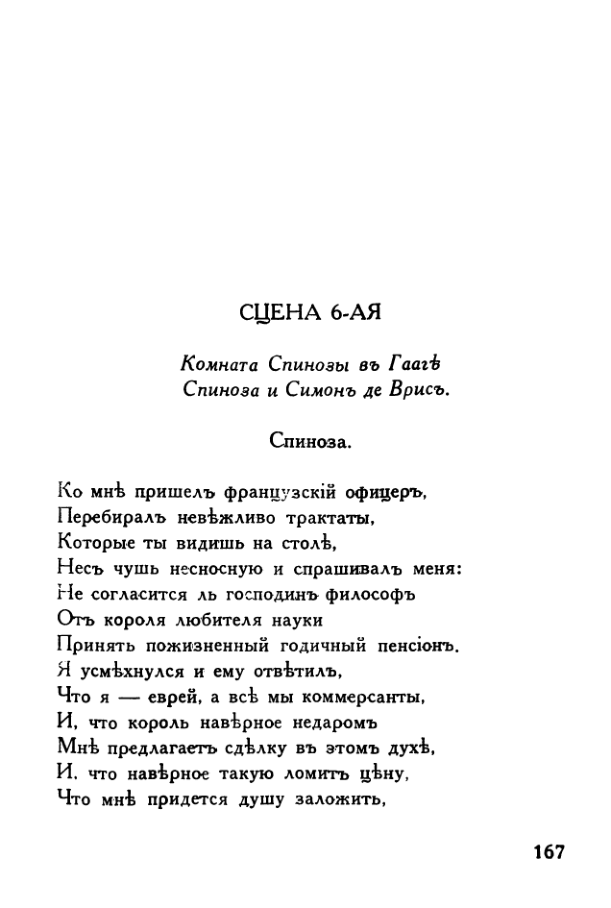 СЦЕНА 6-АЯ
Комната Спинозы въ Гаагѣ
Спиноза и Симонъ де Врисъ.
Спиноза.
Ко мнѣ пришелъ французскій офицеръ,
Перебиралъ невѣжливо трактаты,
Которые ты видишь на столѣ,
Несъ чушь несносную и спрашивалъ меня:
Не согласится ль господинъ философъ
Отъ короля любителя науки
Принять пожизненный годичный пенсіонъ.
Я усмѣхнулся и ему отвѣтилъ,
Что я — еврей, а всѣ мы коммерсанты,
И, что король навѣрное недаромъ
Мнѣ предлагаетъ сдѣлку въ этомъ духѣ,
И. что навѣрное такую ломитъ цѣну,
Что мнѣ придется душу заложить,
167